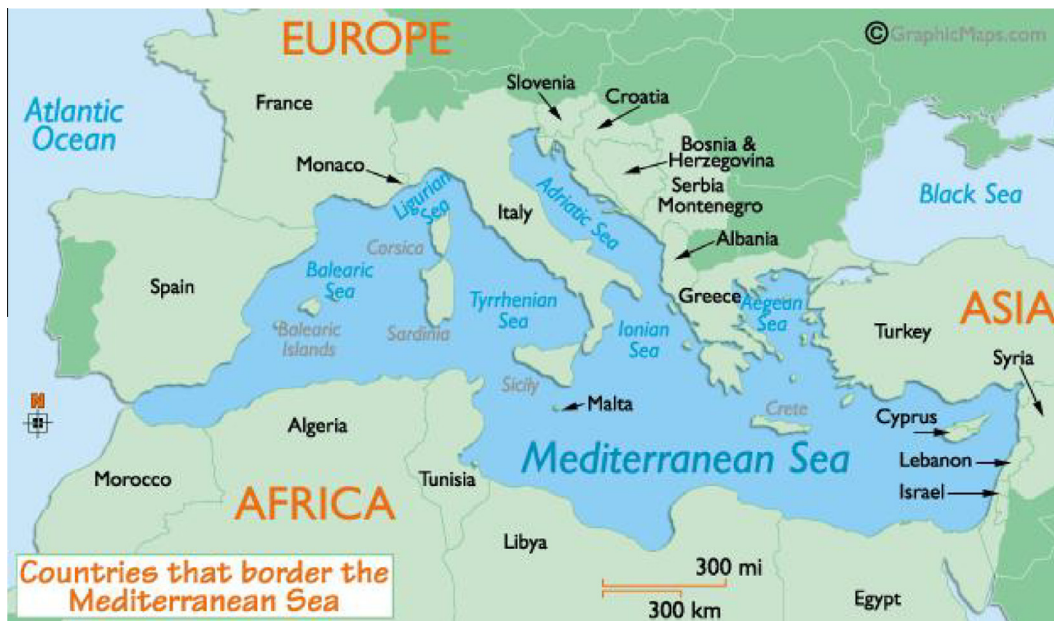 EUROPE
©GraphicMaps.com
Slovenia
Croatia
France
Atlantic
Ocean
Bosnia &
Herzegovina
Monaco
Ligurian
Sea
Adriatic Sea
Serbia
Montenegro
Black Sea
Italy
Albania
Corsica
Balearic
Sea
Spain
Tyrrhenian
Sea
Greece
Aegean
Sea
ASIA
Balearic
Islands
Sardinia
Ionian
Sea
Turkey
Syria
Sicily
N
Malta
Crete
Cyprus
Algeria
Mediterranean Sea
Lebanon
Morocco
Tunisia
Israel
AFRICA
Libya
Countries that border the
Mediterranean Sea
300 mi
300 km
Egypt